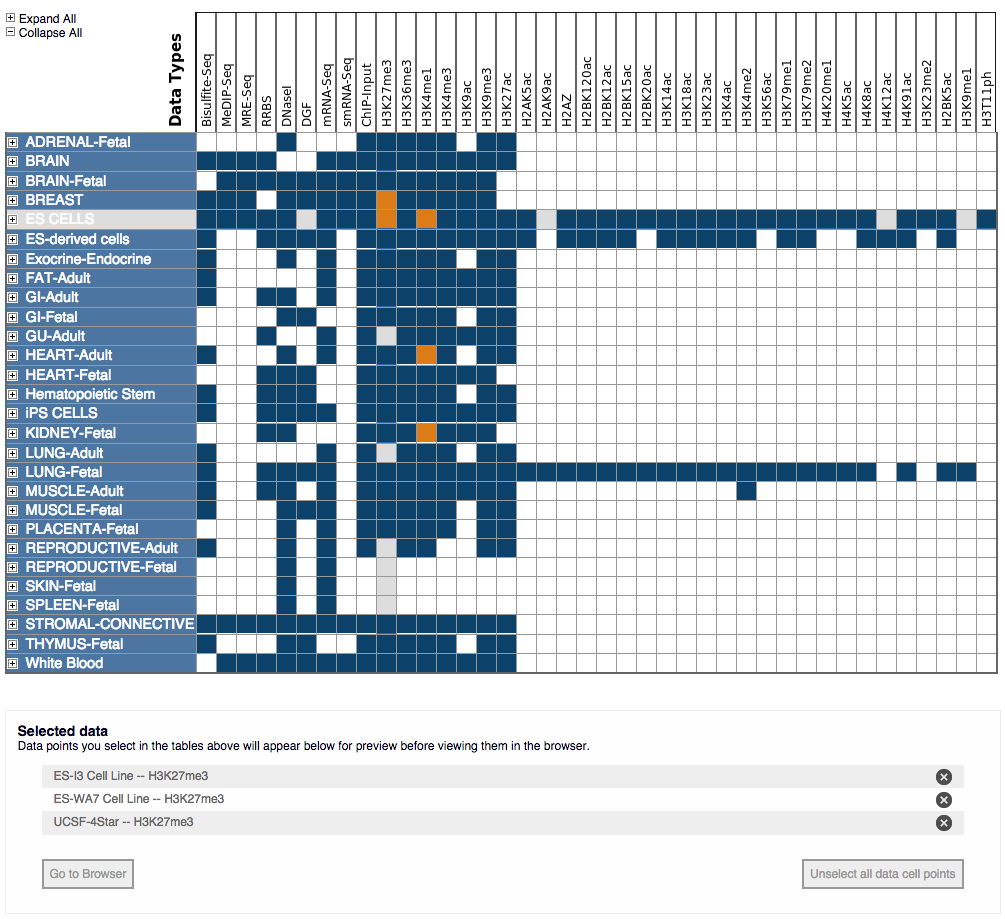 Expand All
Collapse All
Data Types
Bisulfite-Seq
MeDIP-Seq
MRE-Seq
RRBS
DNaseI
DGF
mRNA-Seq
smRNA-Seq
ChIP-Input
H3K27me3
H3K36me3
H3K4me1
H3K4me3
H3K9ac
H3K9me3
H3K27ac
H2AK5ac
H2AK9ac
H2AZ
H2BK120ac
H2BK12ac
H2BK15ac
H2BK20ac
H3K14ac
H3K18ac
H3K23ac
H3K4ac
H3K4me2
H3K56ac
H3K79me1
H3K79me2
H4K20me1
H4K5ac
H4K8ac
H4K12ac
H4K91ac
H3K23me2
H2BK5ac
H3K9me1
H3T11ph
ADRENAL-Fetal
BRAIN
BRAIN-Fetal
BREAST
ES CELLS
ES-derived cells
Exocrine-Endocrine
FAT-Adult
GI-Adult
GI-Fetal
GU-Adult
HEART-Adult
HEART-Fetal
Hematopoietic Stem
iPS CELLS
KIDNEY-Fetal
LUNG-Adult
LUNG-Fetal
MUSCLE-Adult
MUSCLE-Fetal
PLACENTA-Fetal
REPRODUCTIVE-Adult
REPRODUCTIVE-Fetal
SKIN-Fetal
SPLEEN-Fetal
STROMAL-CONNECTIVE
THYMUS-Fetal
White Blood
Selected data
Data points you select in the tables above will appear below for preview before viewing them in the browser.
ES-I3 Cell Line -- H3K27me3
ES-WA7 Cell Line -- H3K27me3
UCSF-4Star -- H3K27me3
Go to Browser
Unselect all data cell points